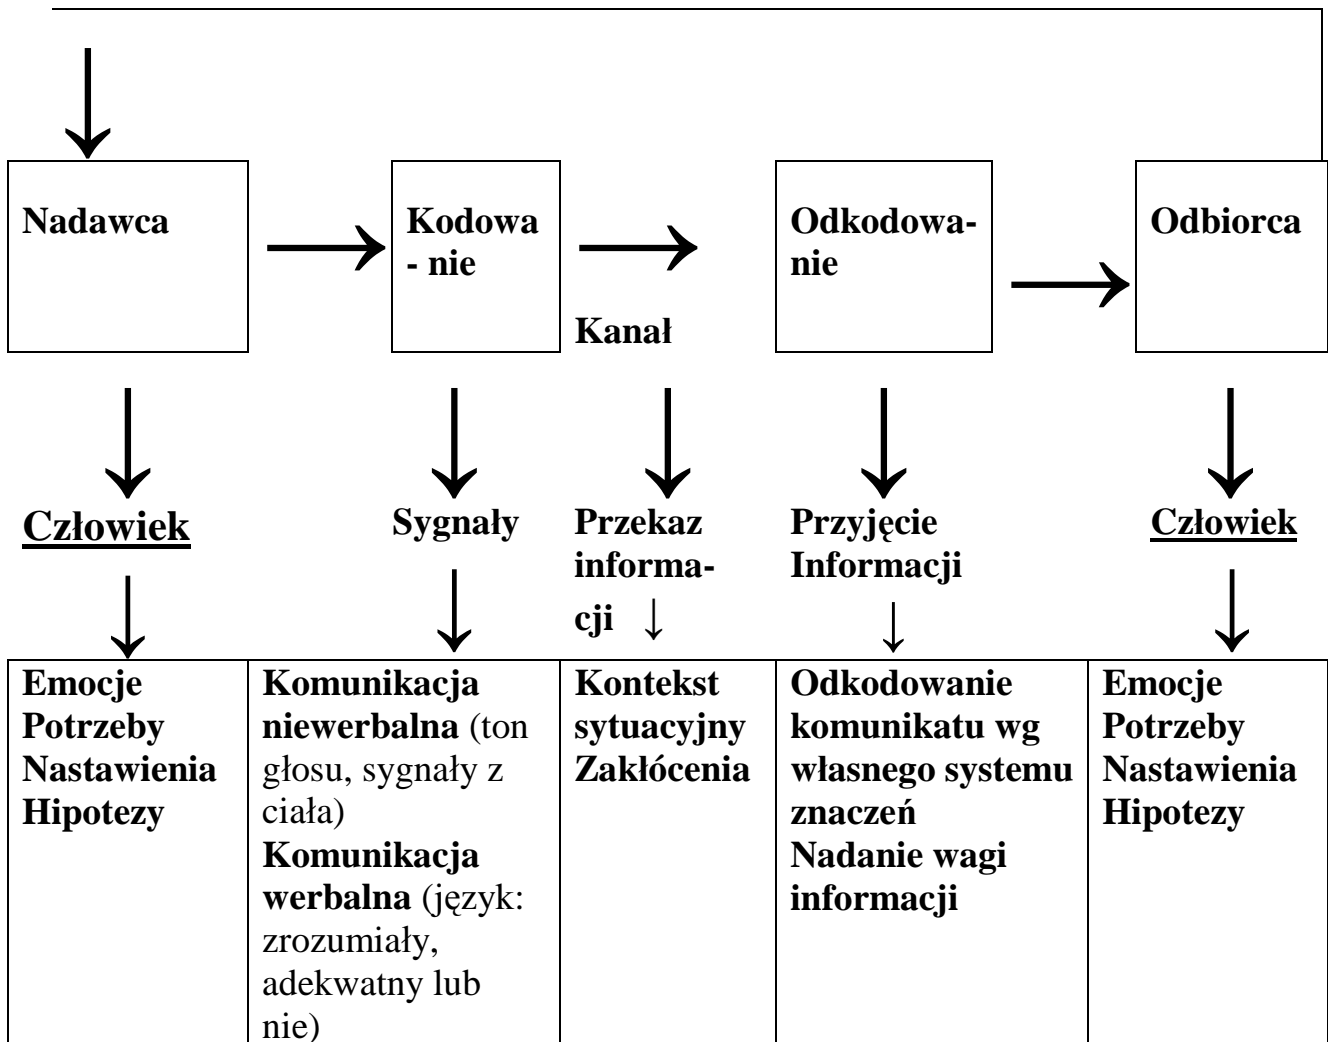 Nadawca
Kodowa
- nie
Kanał
Odkodowa-
nie
Odbiorca
Człowiek
Sygnały
Przekaz
informa-
cji ↓
Przyjęcie
Informacji
↓
Człowiek
Emocje
Potrzeby
Nastawienia
Hipotezy
Komunikacja
niewerbalna (ton
głosu, sygnały z
ciała)
Komunikacja
werbalna (język:
zrozumiały,
adekwatny lub
nie)
Kontekst
sytuacyjny
Zakłócenia
Odkodowanie
komunikatu wg
własnego systemu
znaczeń
Nadanie wagi
informacji
Emocje
Potrzeby
Nastawienia
Hipotezy